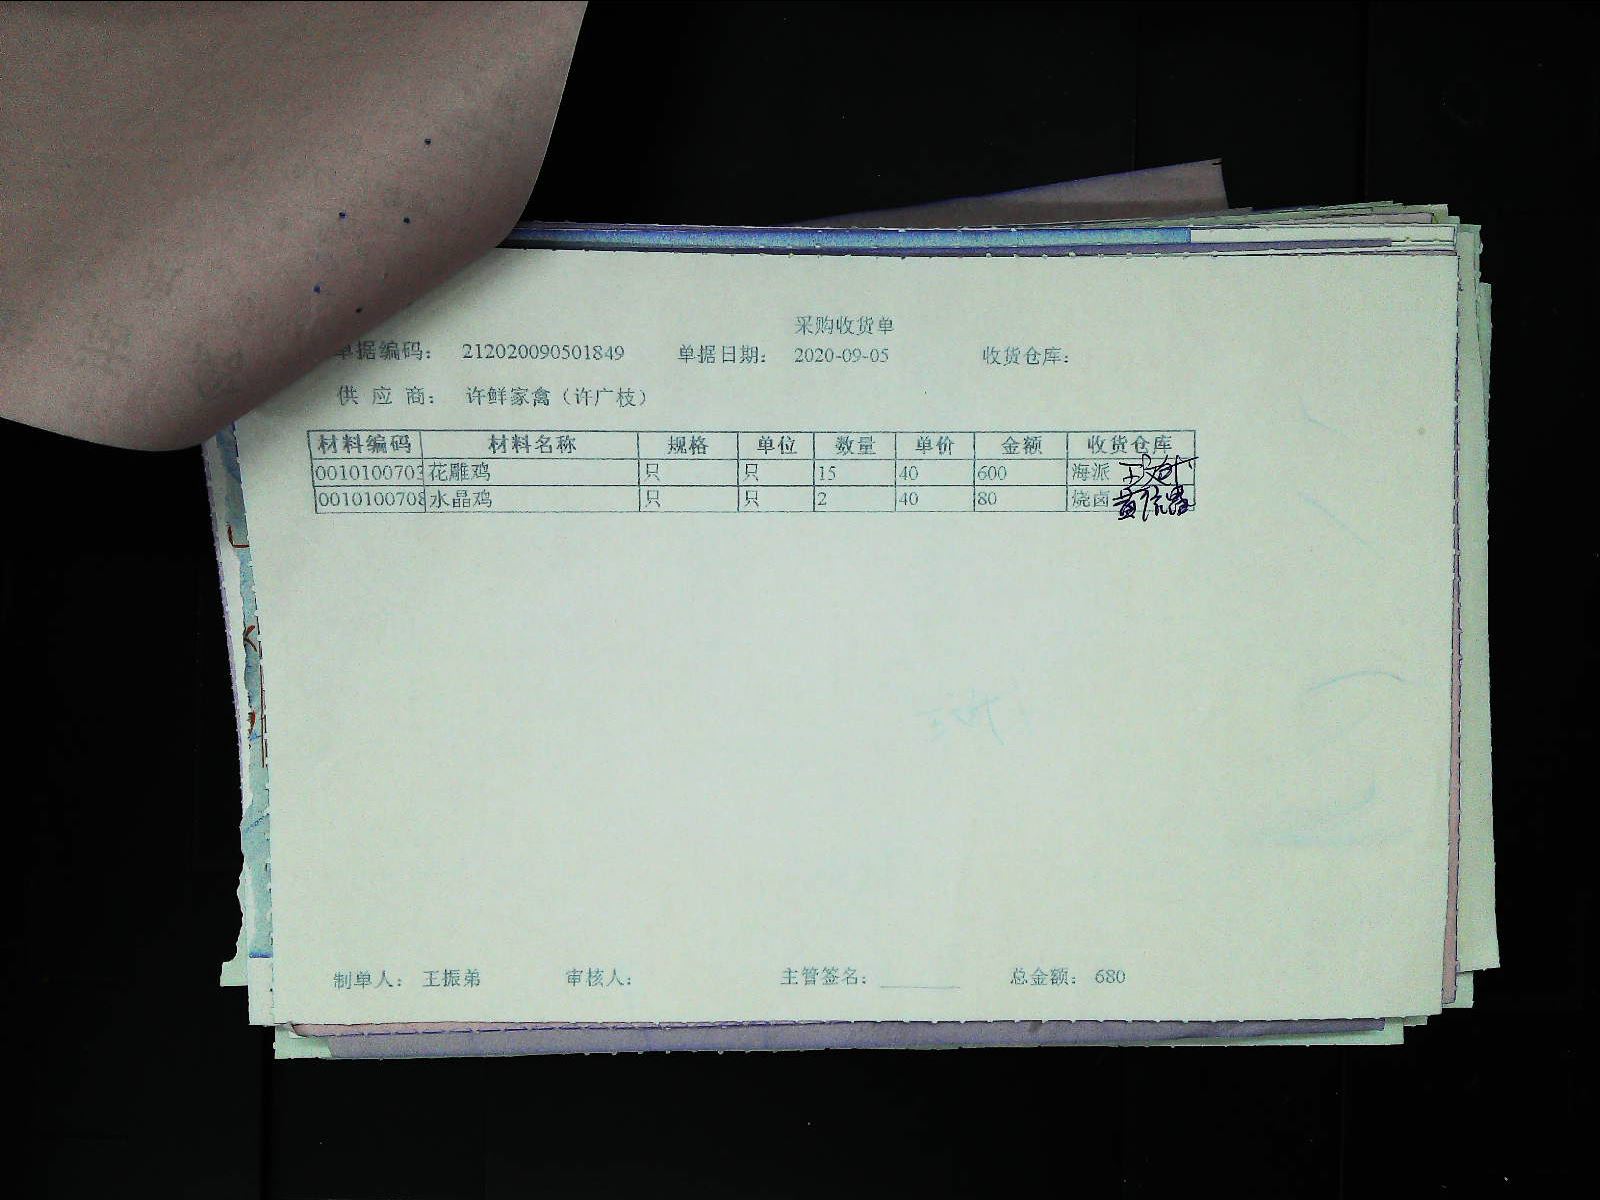 采购收货单
单据编码： 212020090501849 单据日期： 2020-09-05 收货仓库：
供 应 商： 许鲜家禽（许广枝）
材料编码 材料名称 规格 单位 数量 单价 金额 收货仓库
0010100703 花雕鸡 只 只 15 40 600 海派
0010100708 水晶鸡 只 只 2 40 80 烧卤
制单人： 王振弟 审核人： 主管签名： 总金额： 680